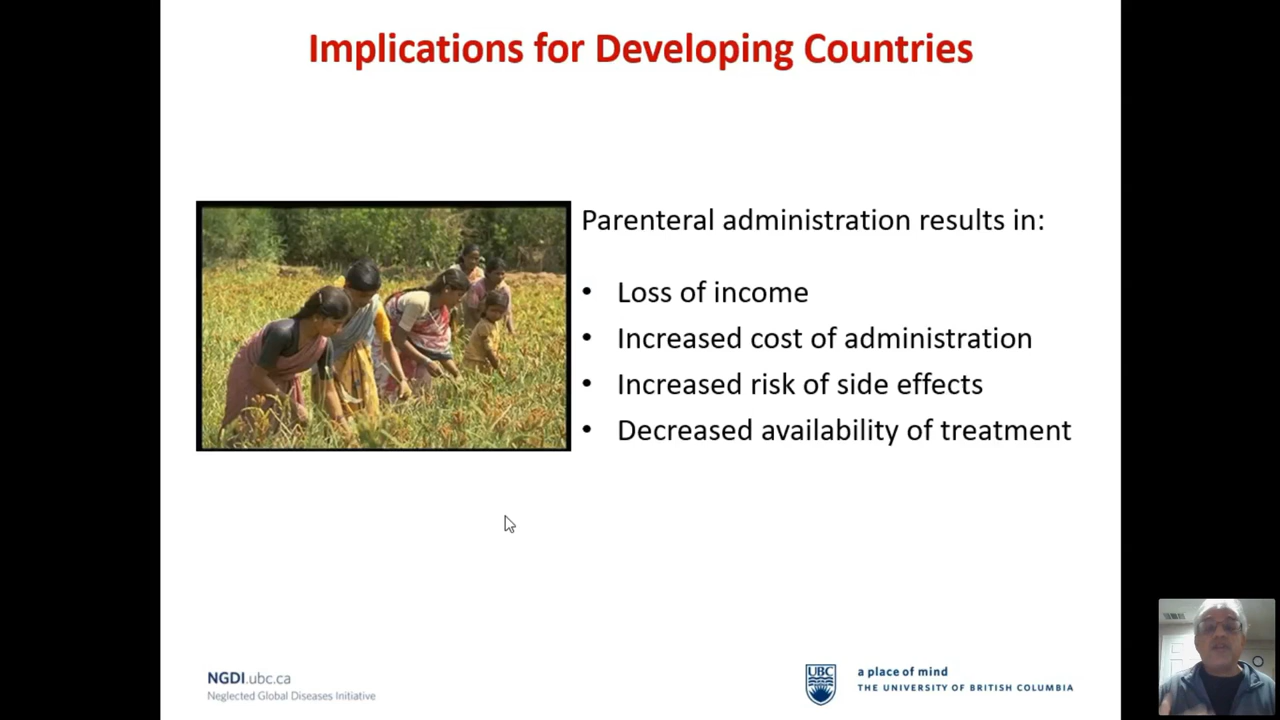 Implications for Developing Countries
Parenteral administration results in:
• Loss of income
• Increased cost of administration
• Increased risk of side effects
• Decreased availability of treatment
NGDI.ubc.ca
Neglected Global Diseases Initiative
UBC
a place of mind
THE UNIVERSITY OF BRITISH COLUMBIA